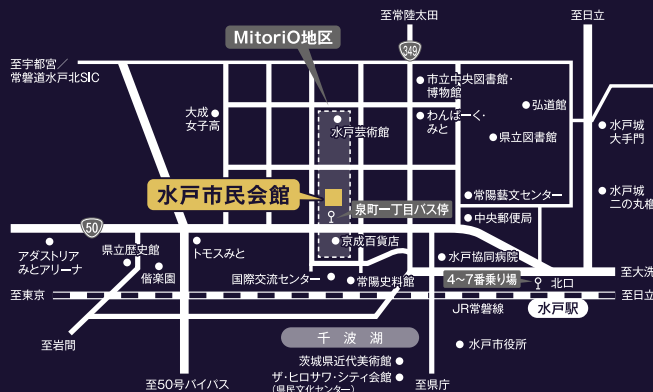 至常陸太田
至日立
MitoriO地区
349
至宇都宮／
常磐道水戸北SIC
市立中央図書館・
博物館
大成
女子高
わんぱーく・
みと
弘道館
水戸芸術館
県立図書館
水戸城
大手門
水戸市民会館
常陽藝文センター
水戸城
二の丸櫓
泉町一丁目バス停
中央郵便局
50
アダストリア
みとアリーナ
県立歴史館
偕楽園
トモスみと
京成百貨店
水戸協同病院
国際交流センター
常陽史料館
4〜7番乗り場
北口
至大洗
至東京
JR常磐線
水戸駅
至日立
千波湖
至岩間
水戸市役所
茨城県近代美術館
ザ・ヒロサワ・シティ会館
(県民文化センター)
至50号バイパス
至県庁